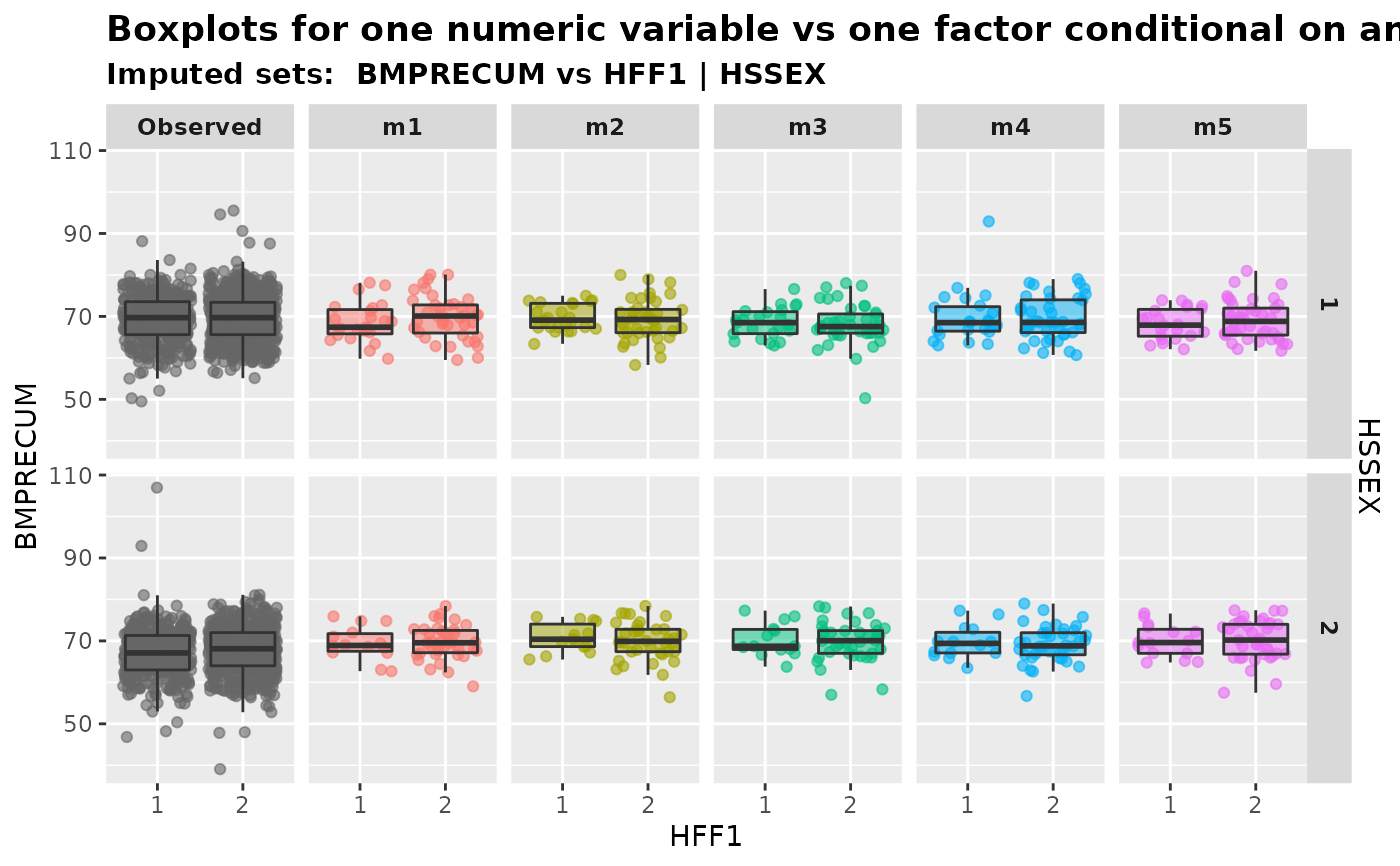 Boxplots for one numeric variable vs one factor conditional on an
Imputed sets:  BMPRECUM vs HFF1 | HSSEX
Observed m1 m2 m3 m4 m5
110
90
70
50
1
110
90
70
50
2
BMPRECUM
HSSEX
1 2 1 2 1 2 1 2 1 2 1 2
HFF1